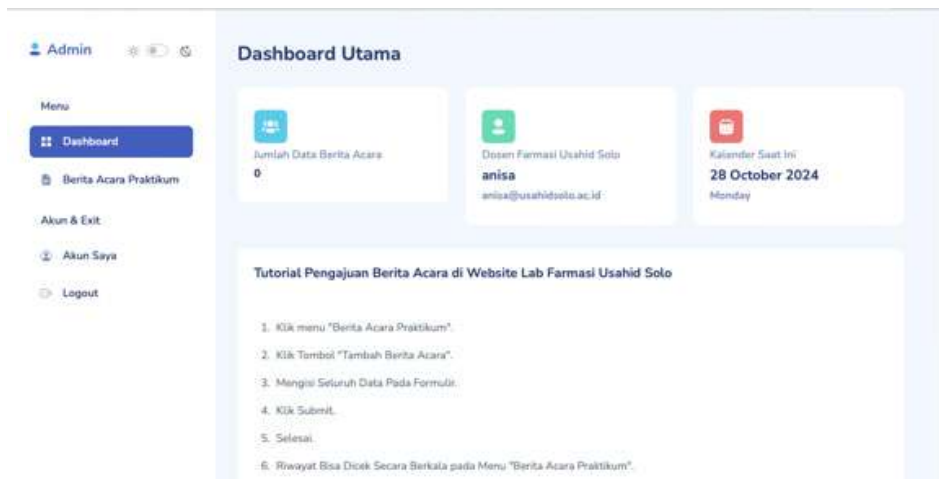 Admin
Menu
Dashboard
Berita Acara Praktikum
Akun & Exit
Akun Saya
Logout
Dashboard Utama
Jumlah Data Berita Acara
0
Dosen Farmasi Usahid Solo
anisa
anisa@usahidsolo.ac.id
Kalender Saat Ini
28 October 2024
Monday
Tutorial Pengajuan Berita Acara di Website Lab Farmasi Usahid Solo
1. Klik menu "Berita Acara Praktikum".
2. Klik Tombol "Tambah Berita Acara".
3. Mengisi Seluruh Data Pada Formulir.
4. Klik Submit.
5. Selesai.
6. Riwayat Bisa Dicek Secara Berkala pada Menu "Berita Acara Praktikum".